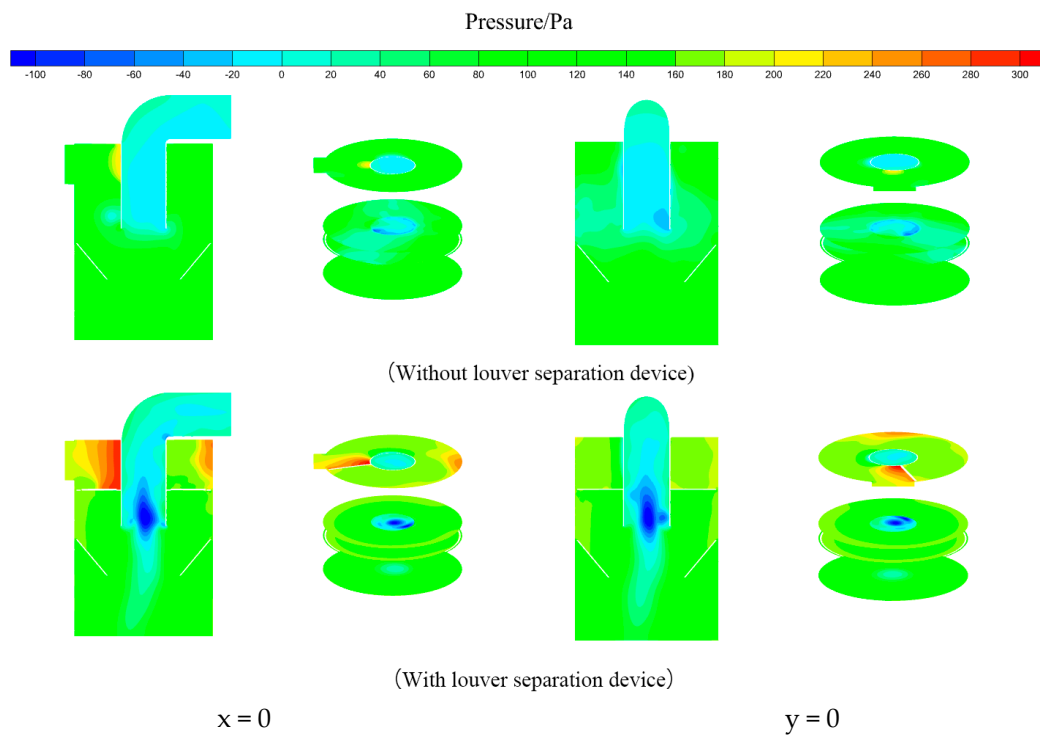 Pressure/Pa
-100 -80 -60 -40 -20 0 20 40 60 80 100 120 140 160 180 200 220 240 260 280 300
（Without louver separation device)
（With louver separation device）
x = 0 y = 0